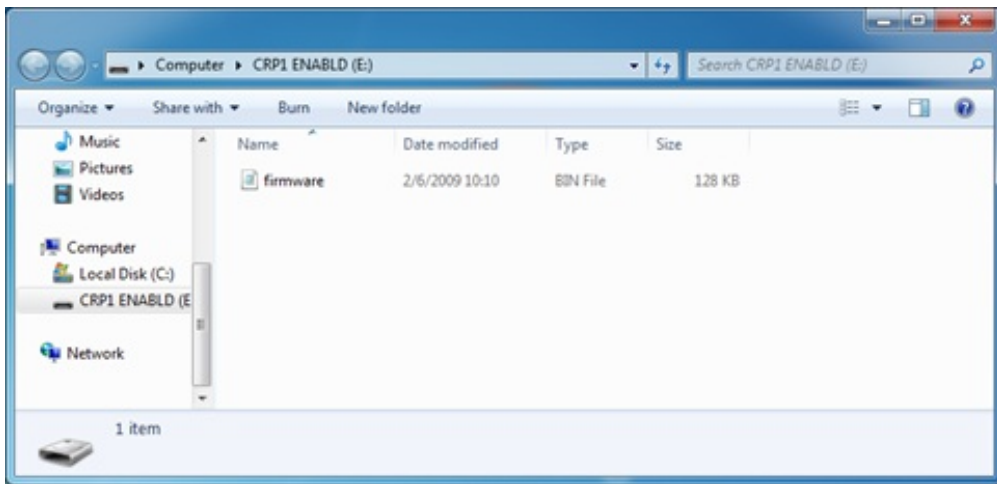 Computer ▸ CRP1 ENABLD (E:)
Search CRP1 ENABLD (E:)
Organize Share with Burn New folder
Music
Pictures
Videos
Computer
Local Disk (C:)
CRP1 ENABLD (E
Network
Name Date modified Type Size
firmware 2/6/2009 10:10 BIN File 128 KB
1 item